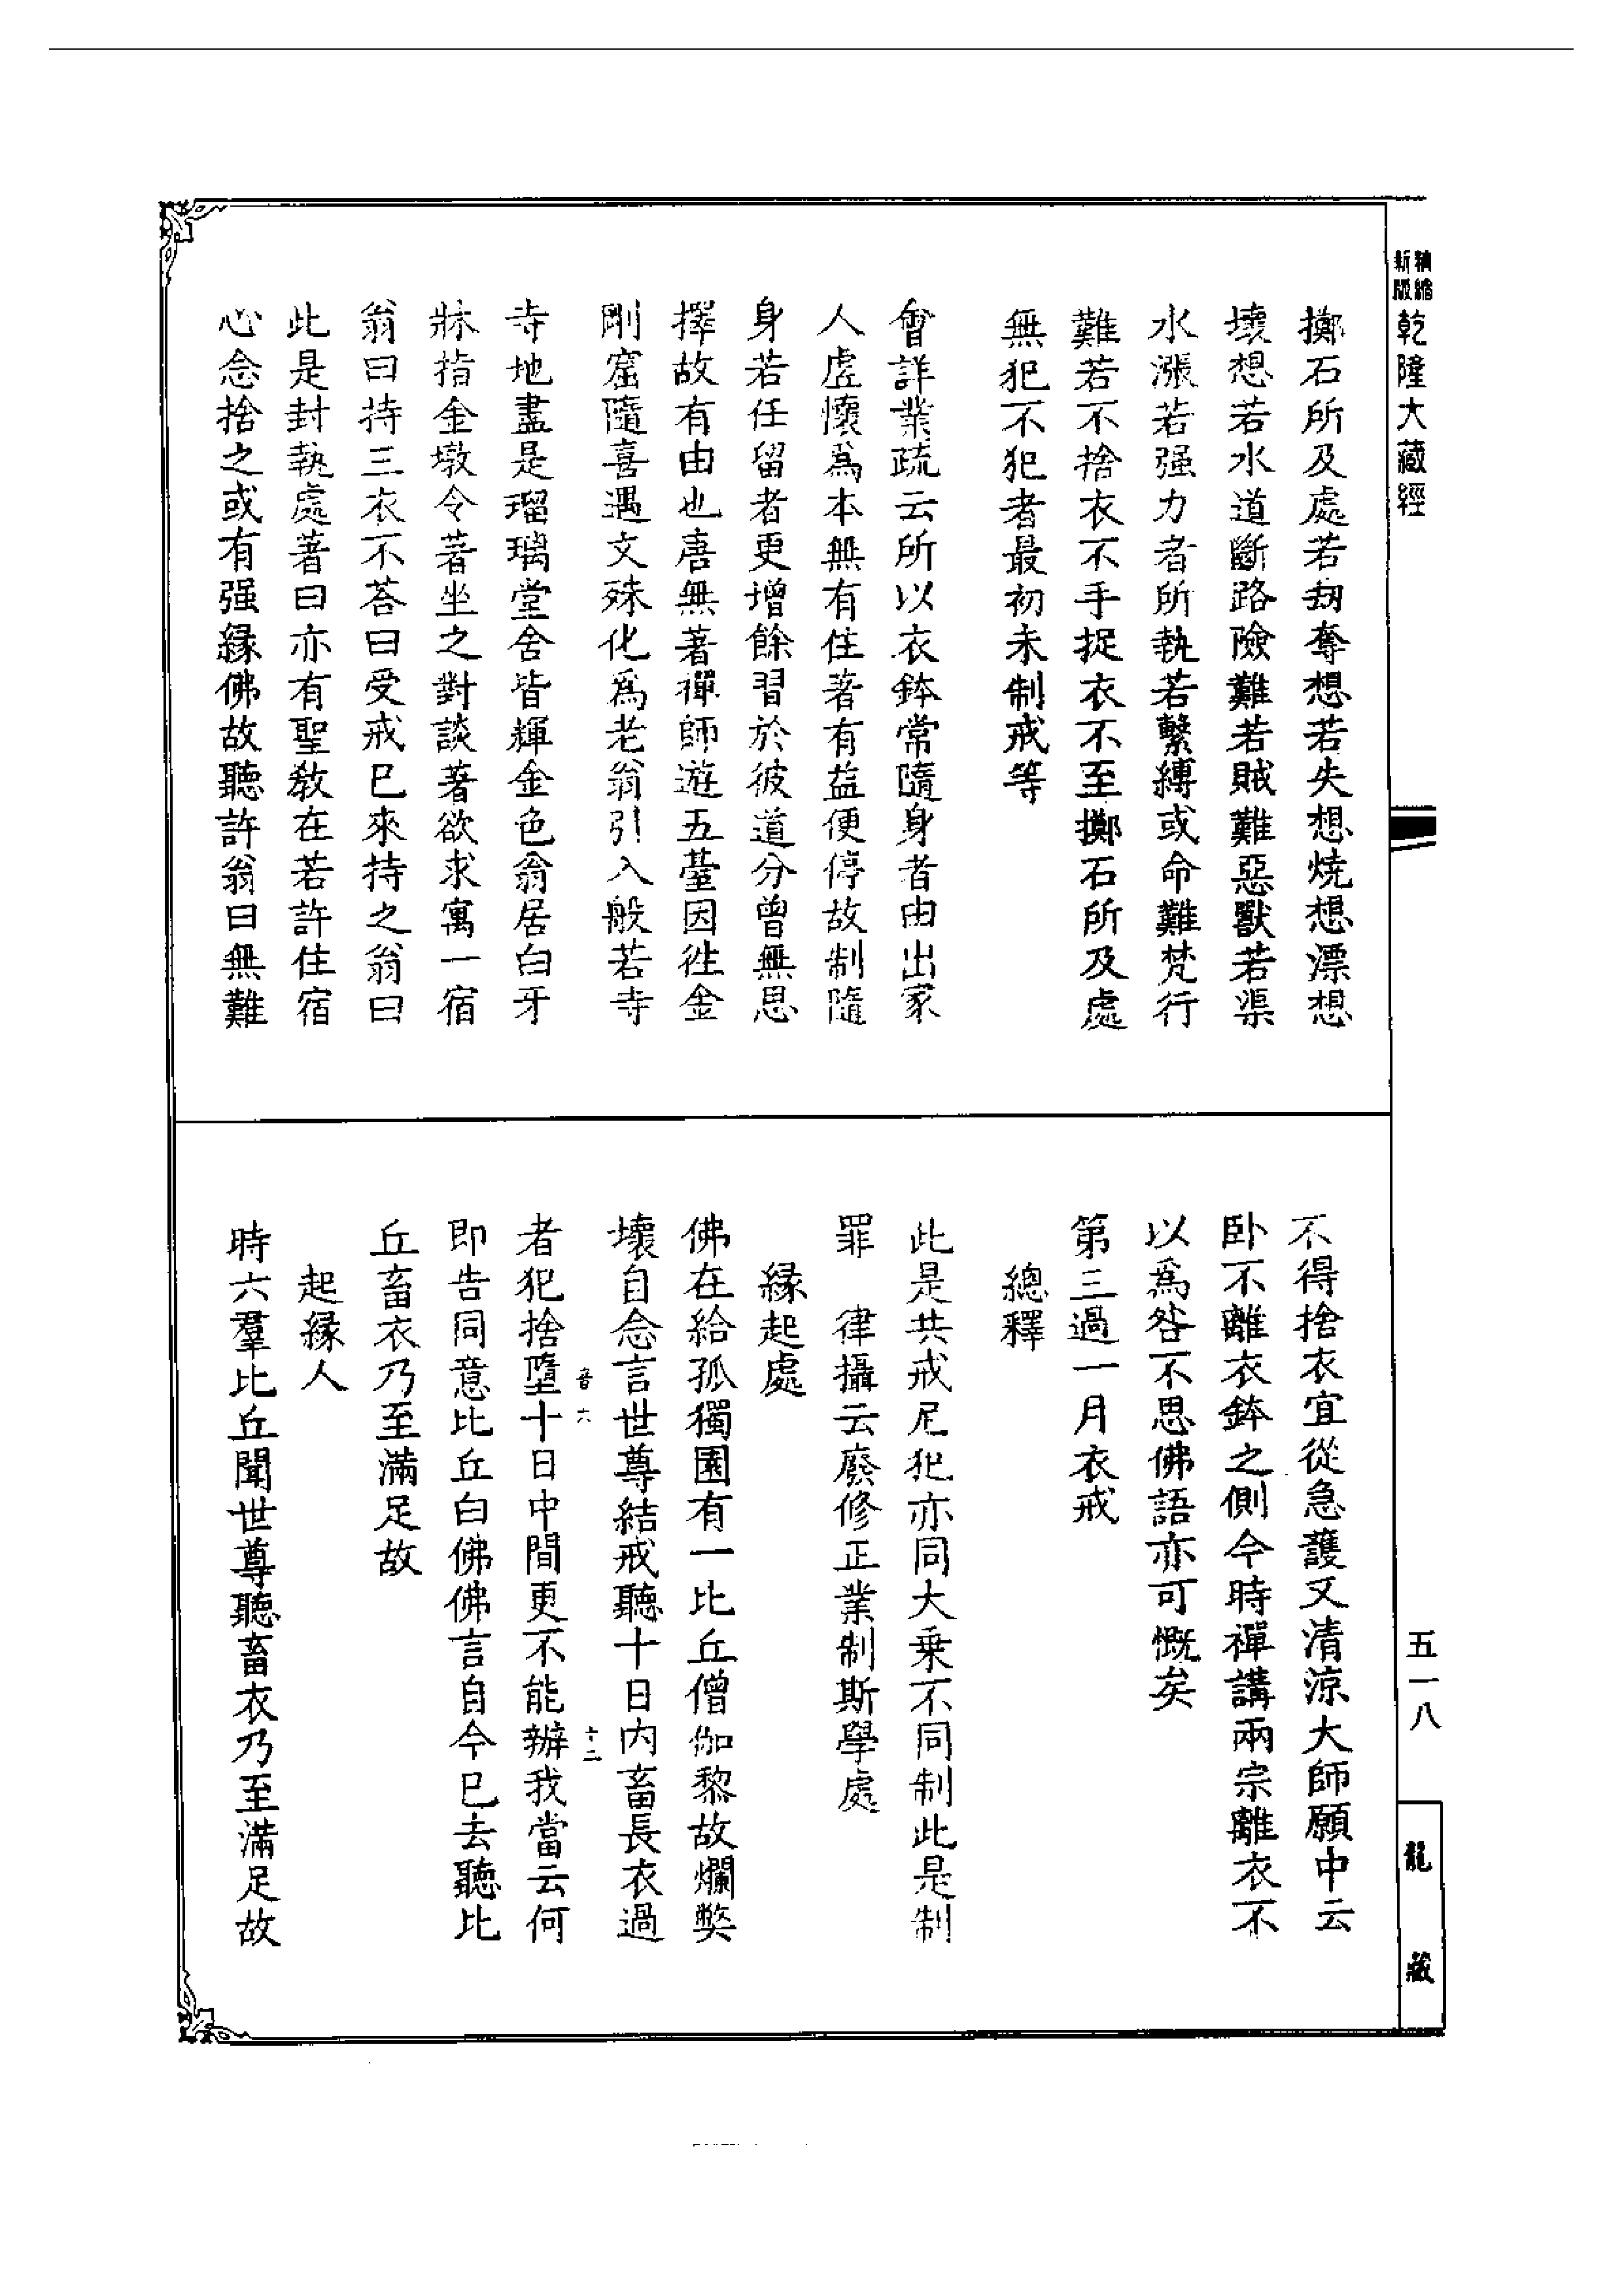 精縮新版乾隆大藏經
擲石所及處若刼奪想若失想燒想漂想
壞想若水道斷路險難若賊難惡獸若渠
水漲若强力者所執若繫縛或命難梵行
難若不捨衣不手捉衣不至擲石所及處
無犯不犯者最初未制戒等
會詳業疏云所以衣鉢常隨身者由出家
人虛懷爲本無有住著有益便停故制隨
身若任留者更增餘習於彼道分曾無思
擇故有由也唐無著禪師遊五臺因徃金
剛窟隨喜遇文殊化爲老翁引入般若寺
寺地盡是瑠璃堂舍皆輝金色翁居白牙
牀指金墩令著坐之對談著欲求寓一宿
翁曰持三衣不荅曰受戒已來持之翁曰
此是封執處著曰亦有聖教在若許住宿
心念捨之或有强緣佛故聽許翁曰無難
不得捨衣宜從急護又清涼大師願中云
卧不離衣鉢之側今時禪講兩宗離衣不
以爲咎不思佛語亦可慨矣
第三過一月衣戒
總釋
此是共戒尼犯亦同大乘不同制此是制
罪　律攝云廢修正業制斯學處
緣起處
佛在給孤獨園有一比丘僧伽黎故爛弊
壞自念言世尊結戒聽十日內畜長衣過
音六
十二
者犯捨墮十日中間更不能辦我當云何
即告同意比丘白佛佛言自今已去聽比
丘畜衣乃至滿足故
起緣人
時六羣比丘聞世尊聽畜衣乃至滿足故
五一八
龍藏